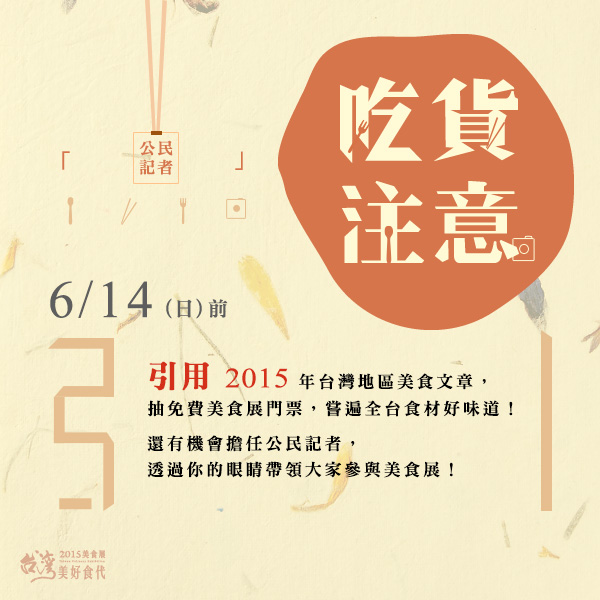 吃貨
注意
「公民
記者」
6/14（日）前
引用 2015 年台灣地區美食文章，
抽免費美食展門票，嘗遍全台食材好味道！
還有機會擔任公民記者，
透過你的眼睛帶領大家參與美食展！
2015美食展
台灣
美好食代